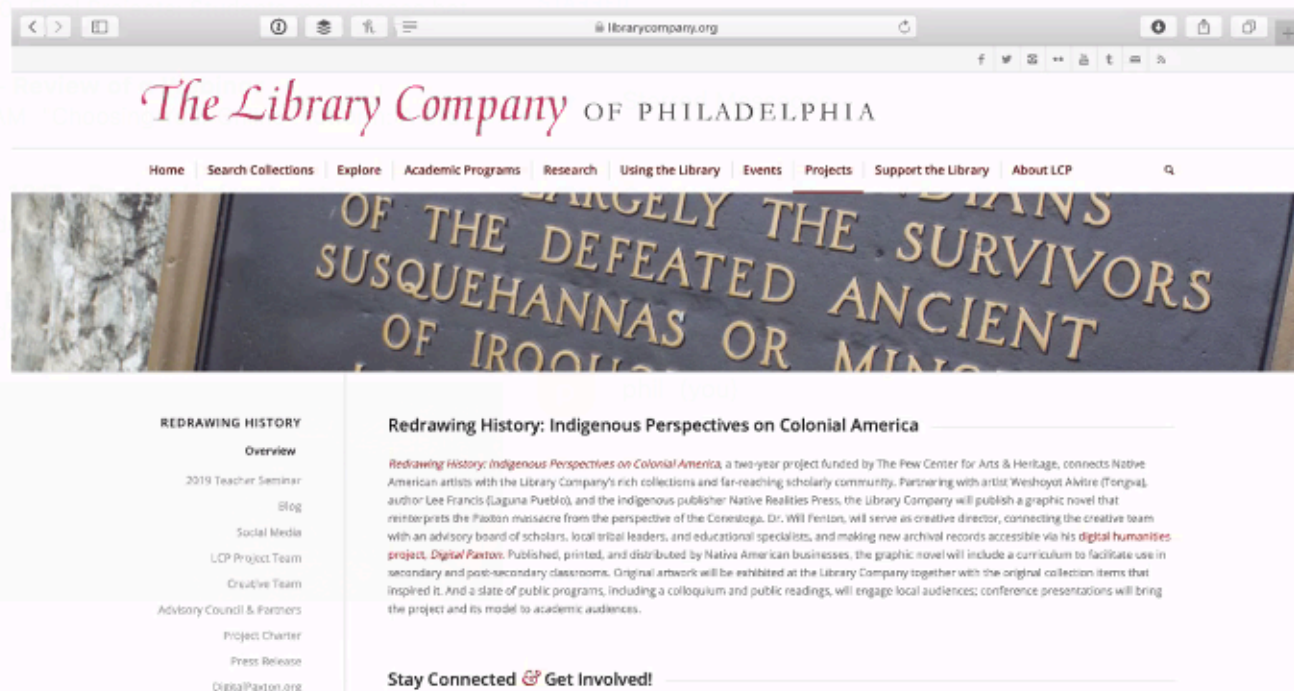 librarycompany.org
The Library Company OF PHILADELPHIA
Home Search Collections Explore Academic Programs Research Using the Library Events Projects Support the Library About LCP
LARGELY THE INDIANS
OF THE DEFEATED THE SURVIVORS
SUSQUEHANNAS OR ANCIENT
OF
REDRAWING HISTORY
Overview
2019 Teacher Seminar
Blog
Social Media
LCP Project Team
Creative Team
Advisory Council & Partners
Project Charter
Press Release
DigitalPaxton.org
Redrawing History: Indigenous Perspectives on Colonial America
Redrawing History: Indigenous Perspectives on Colonial America, a two-year project funded by The Pew Center for Arts & Heritage, connects Native
American artists with the Library Company's rich collections and far-reaching scholarly community. Partnering with artist Weshoyot Alvitre (Tongva),
author Lee Francis (Laguna Pueblo), and the indigenous publisher Native Realities Press, the Library Company will publish a graphic novel that
reinterprets the Paxton massacre from the perspective of the Conestoga. Dr. Will Fenton, will serve as creative director, connecting the creative team
with an advisory board of scholars, local tribal leaders, and educational specialists, and making new archival records accessible via his digital humanities
project, Digital Paxton. Published, printed, and distributed by Native American businesses, the graphic novel will include a curriculum to facilitate use in
secondary and post-secondary classrooms. Original artwork will be exhibited at the Library Company together with the original collection items that
inspired it. And a slate of public programs, including a colloquium and public readings, will engage local audiences; conference presentations will bring
the project and its model to academic audiences.
Stay Connected & Get Involved!